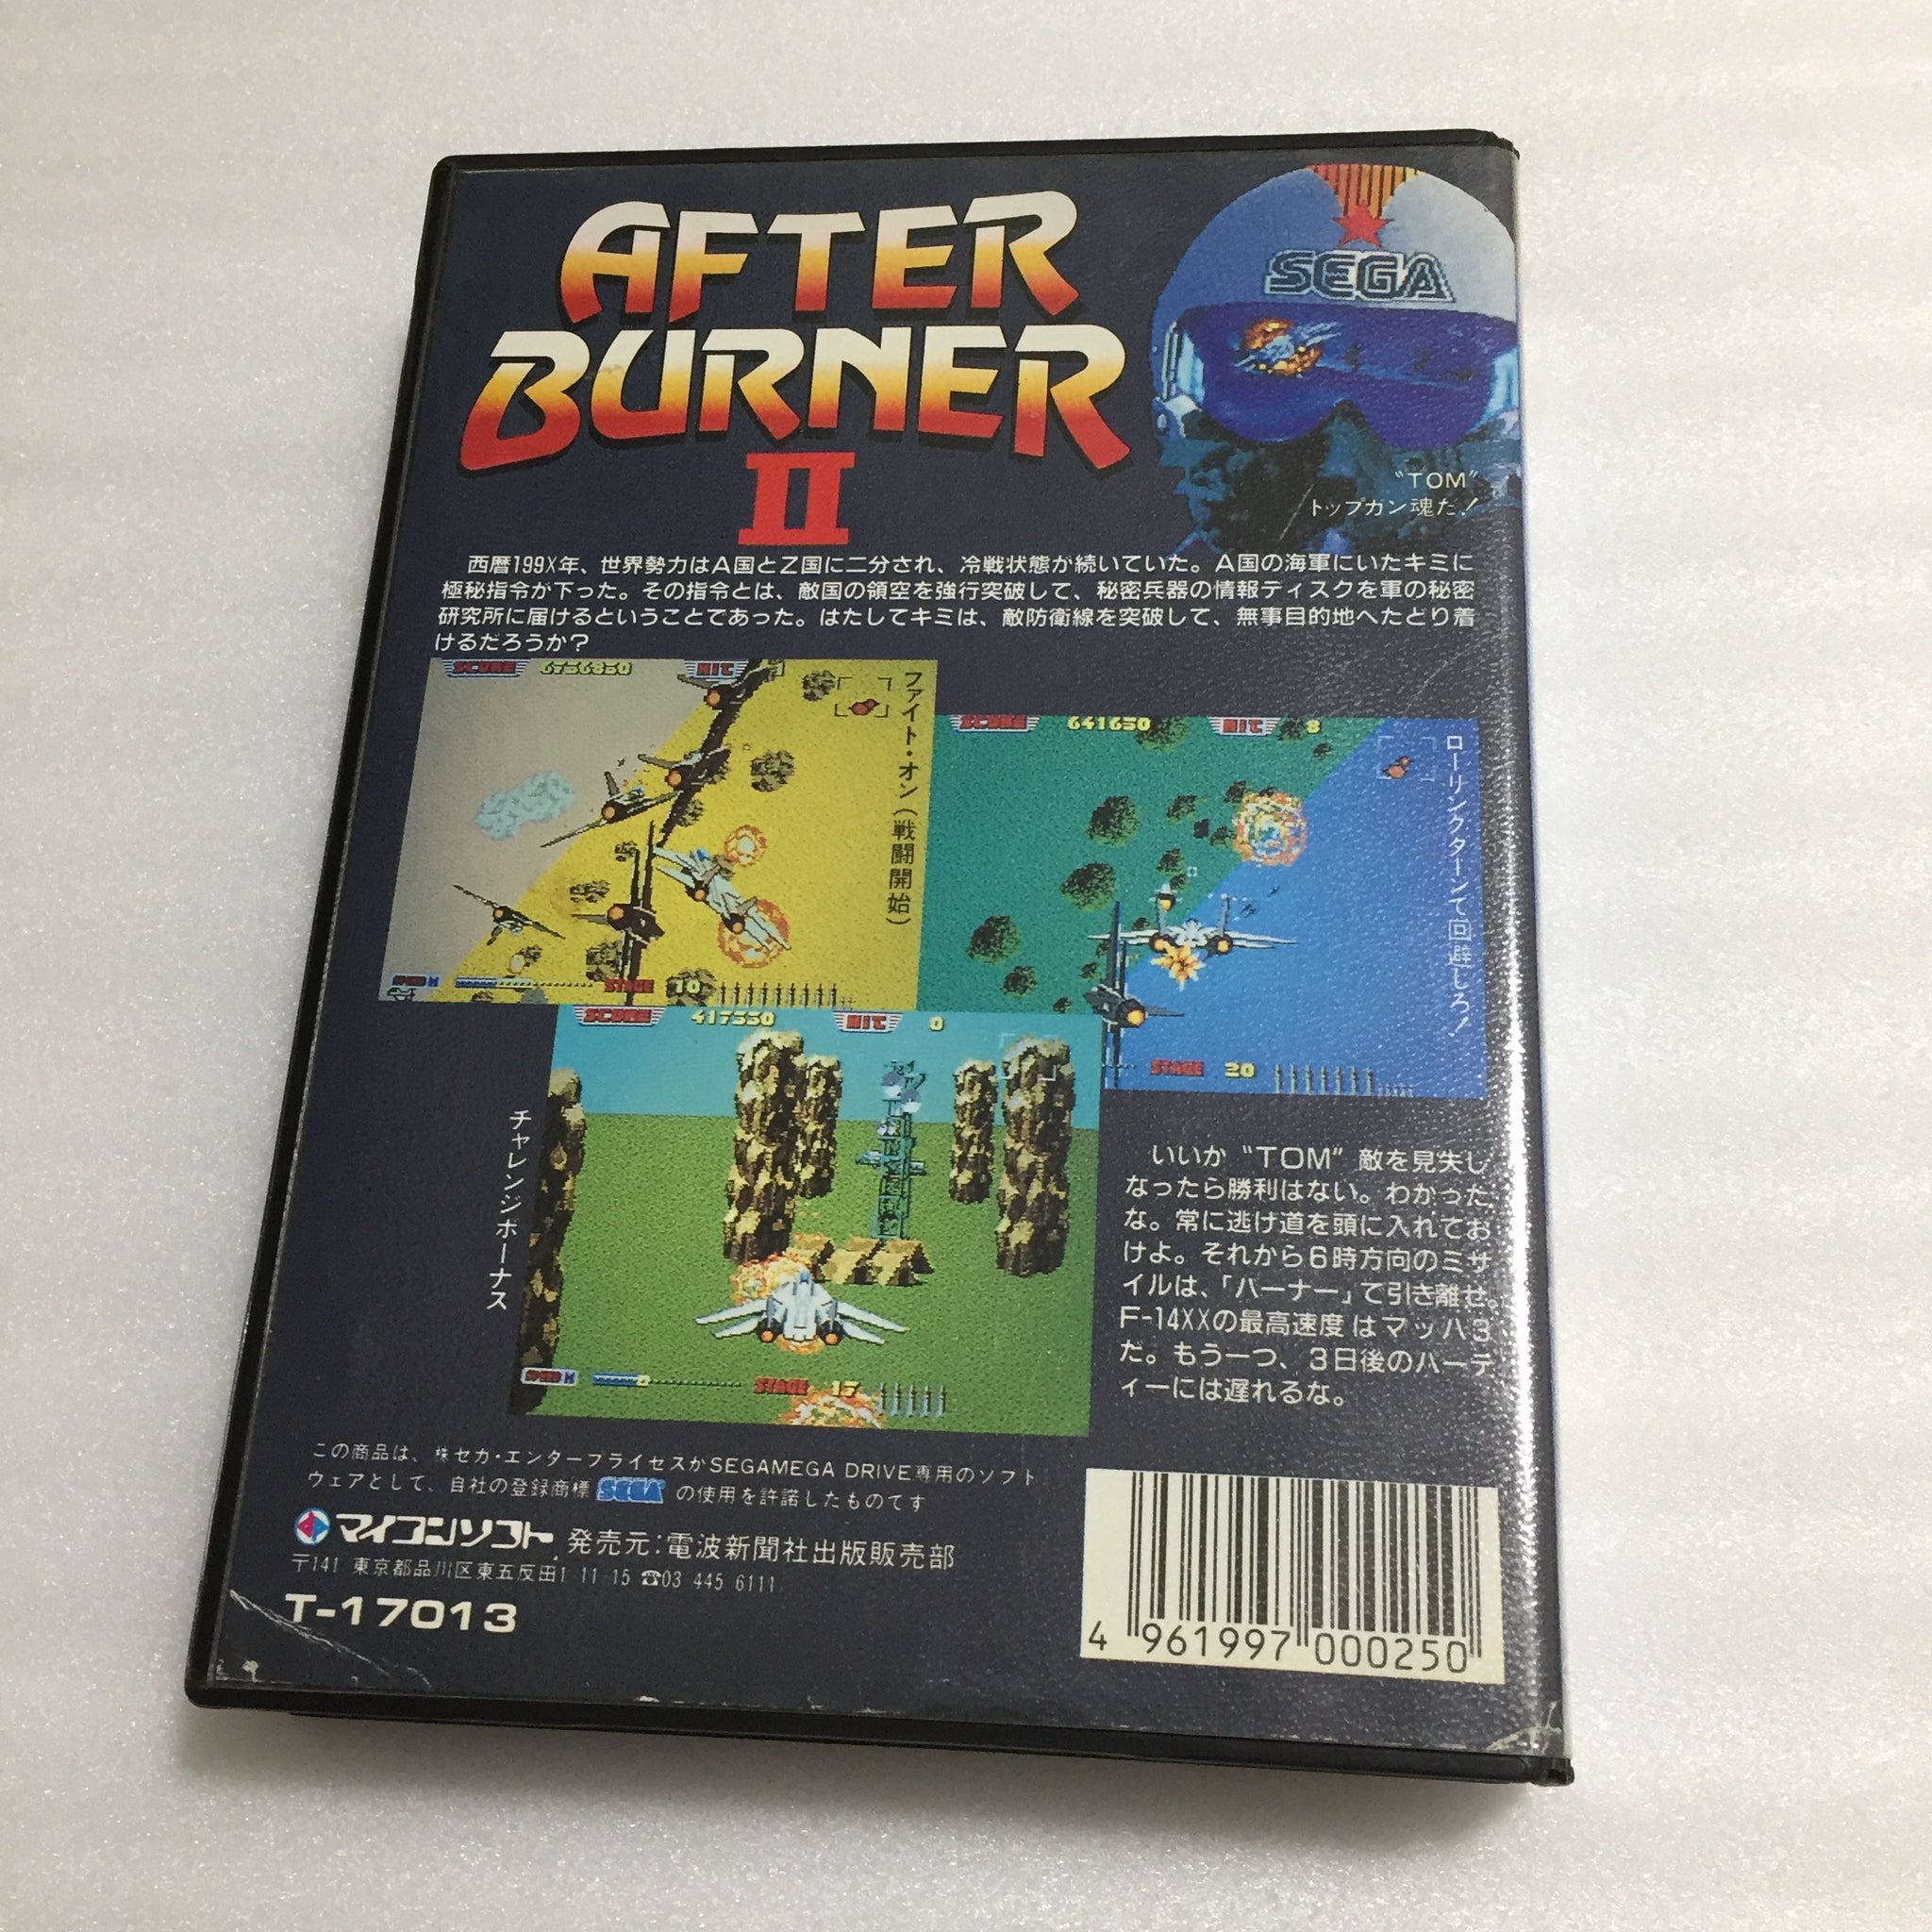 AFTER
BURNER
II
SEGA
"TOM"
トップガン魂だ！
西暦199X年、世界勢力はA国とZ国に二分され、冷戦状態が続いていた。A国の海軍にいたキミに
極秘指令が下った。その指令とは、敵国の領空を強行突破して、秘密兵器の情報ディスクを軍の秘密
研究所に届けるということであった。はたしてキミは、敵防衛線を突破して、無事目的地へたどり着
けるだろうか？
SCORE 6756850 HIT
ファイト・オン（戦闘開始）
SPEED M STAGE 10
SCORE 641650 HIT 8
ローリングターンで回避しろ！
STAGE 20
SCORE 417550 HIT 0
チャレンジボーナス
SPEED M STAGE 17
いいか"TOM"敵を見失し
なったら勝利はない。わかった
な。常に逃け道を頭に入れてお
けよ。それから6時方向のミサ
イルは、「バーナー」で引き離せ。
F-14XXの最高速度はマッハ3
だ。もう一つ、3日後のパーテ
ィーには遅れるな。
この商品は、株セガ・エンタープライゼスがSEGAMEGA DRIVE専用のソフト
ウェアとして、自社の登録商標 SEGA の使用を許諾したものです
マイコンソフト 発売元：電波新聞社出版販売部
〒141 東京都品川区東五反田1 11 15 ☎03 445 6111
T-17013
4 961997 000250